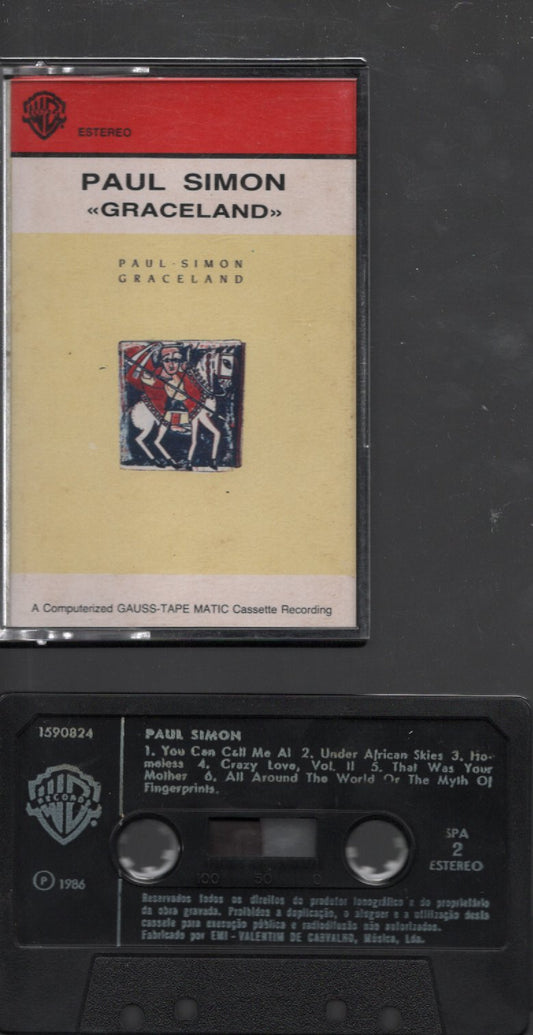 ESTEREO
PAUL SIMON
«GRACELAND»
PAUL · SIMON
GRACELAND
A Computerized GAUSS-TAPE MATIC Cassette Recording
1590824
PAUL SIMON
1. You Can Call Me Al 2. Under African Skies 3. Ho-
meless 4. Crazy Love, Vol. II 5. That Was Your
Mother 6. All Around The World Or The Myth Of
Fingerprints.
RECORDS
SPA
2
ESTEREO
100 50 0
Ⓟ 1986
Reservados todos os direitos do produtor fonográfico e do proprietário
da obra gravada. Proibidos a duplicação, o aluguer e a utilização desta
cassete para execução pública e radiodifusão não autorizados.
Fabricado por EMI - VALENTIM DE CARVALHO, Música, Lda.